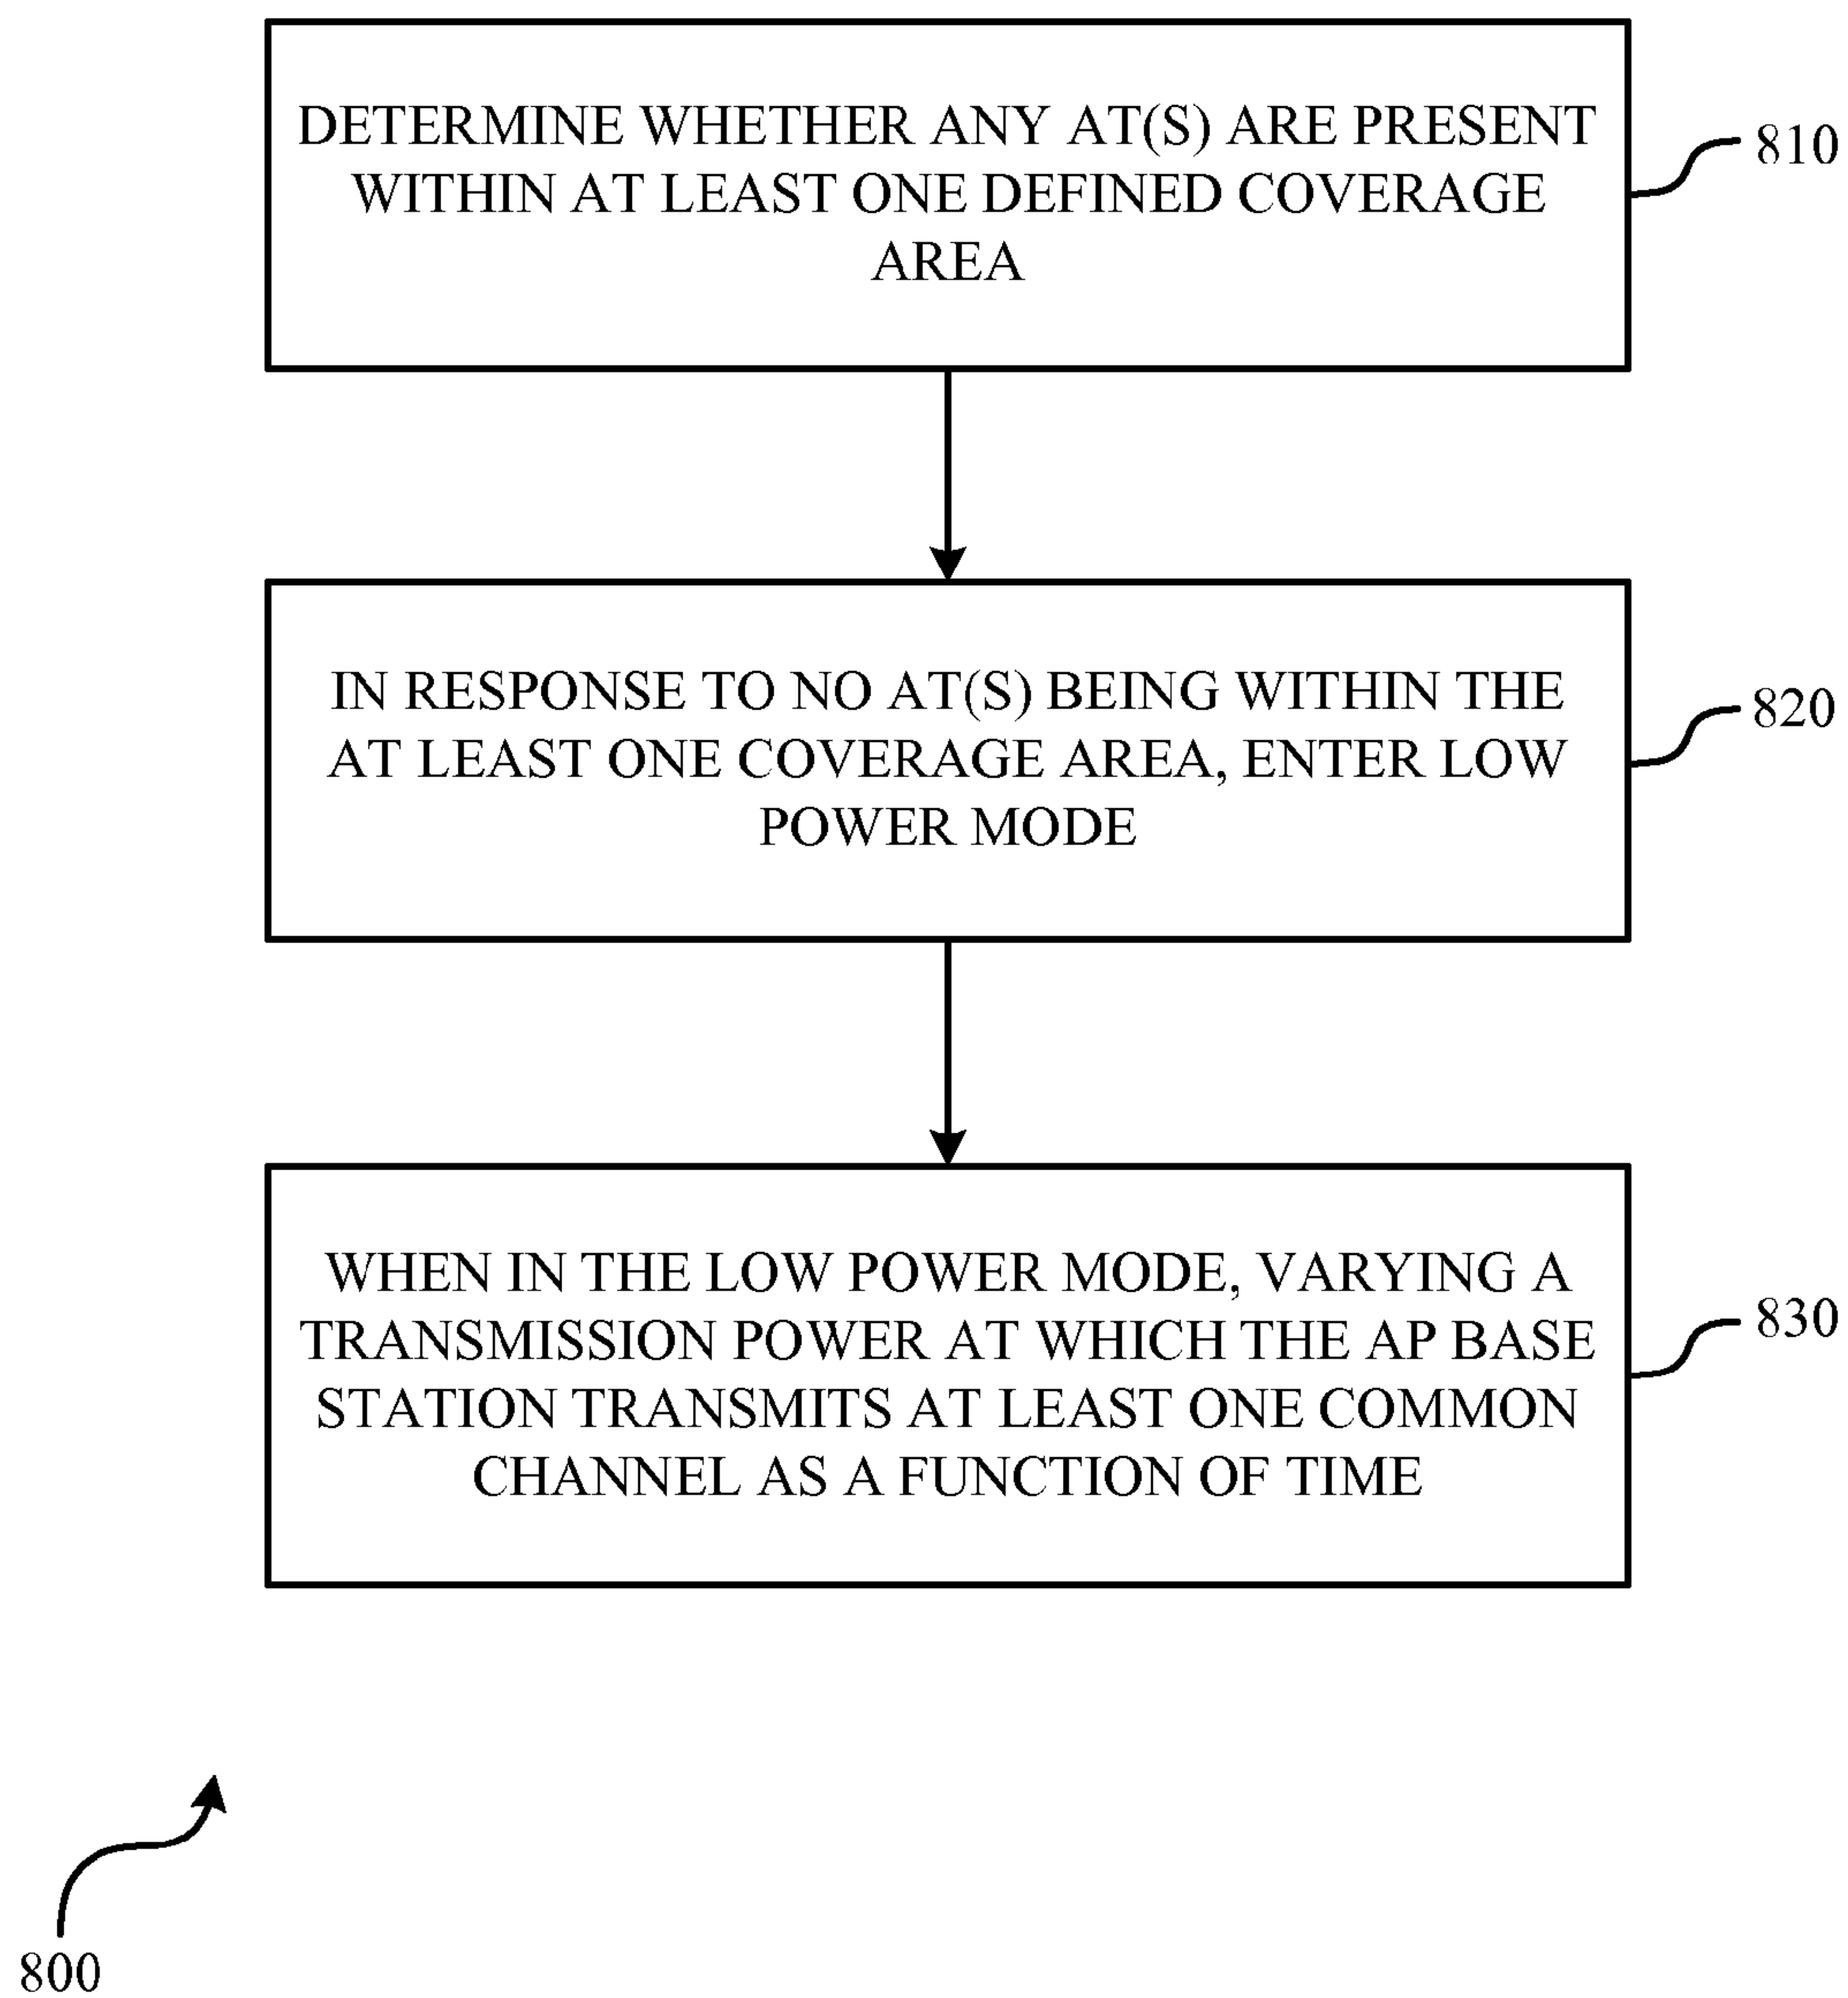 DETERMINE WHETHER ANY AT(S) ARE PRESENT
WITHIN AT LEAST ONE DEFINED COVERAGE
AREA
810
IN RESPONSE TO NO AT(S) BEING WITHIN THE
AT LEAST ONE COVERAGE AREA, ENTER LOW
POWER MODE
820
WHEN IN THE LOW POWER MODE, VARYING A
TRANSMISSION POWER AT WHICH THE AP BASE
STATION TRANSMITS AT LEAST ONE COMMON
CHANNEL AS A FUNCTION OF TIME
830
800